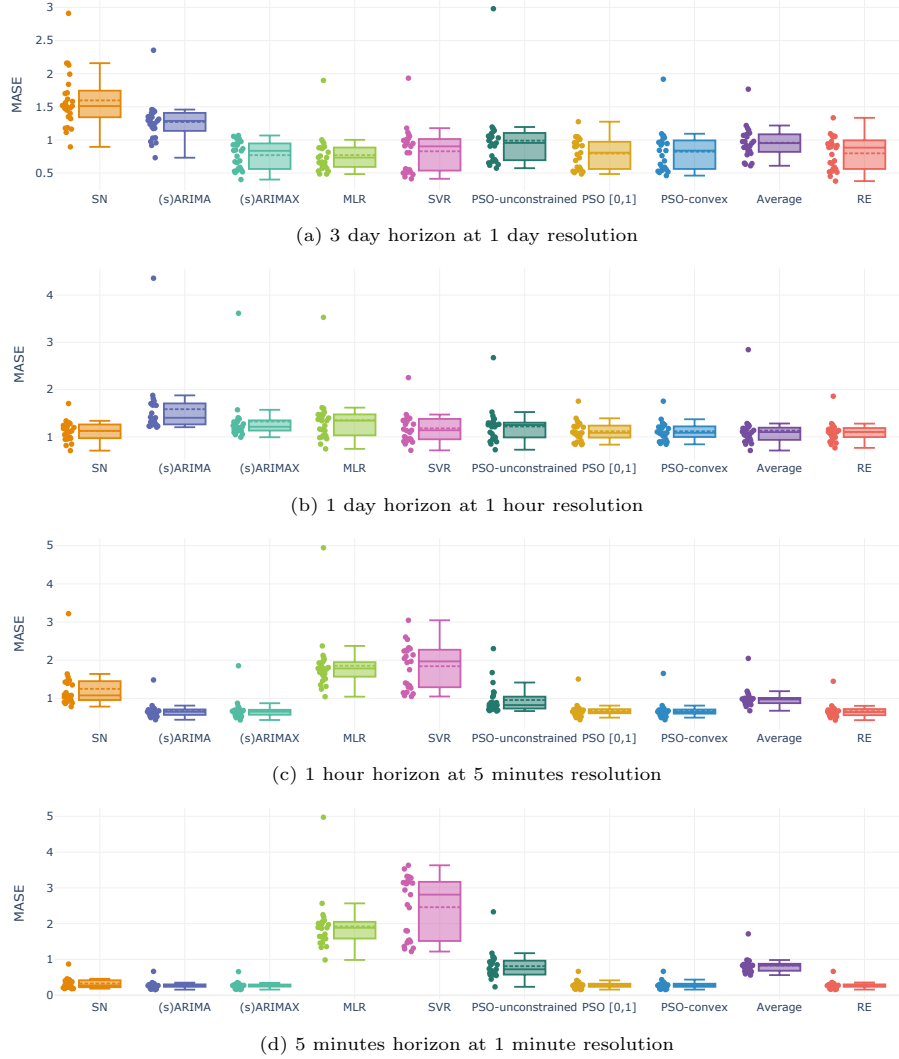 3
2.5
2
1.5
1
0.5
MASE
SN (s)ARIMA (s)ARIMAX MLR SVR PSO-unconstrained PSO [0,1] PSO-convex Average RE
(a) 3 day horizon at 1 day resolution
4
3
2
1
MASE
SN (s)ARIMA (s)ARIMAX MLR SVR PSO-unconstrained PSO [0,1] PSO-convex Average RE
(b) 1 day horizon at 1 hour resolution
5
4
3
2
1
0
MASE
SN (s)ARIMA (s)ARIMAX MLR SVR PSO-unconstrained PSO [0,1] PSO-convex Average RE
(c) 1 hour horizon at 5 minutes resolution
5
4
3
2
1
0
MASE
SN (s)ARIMA (s)ARIMAX MLR SVR PSO-unconstrained PSO [0,1] PSO-convex Average RE
(d) 5 minutes horizon at 1 minute resolution